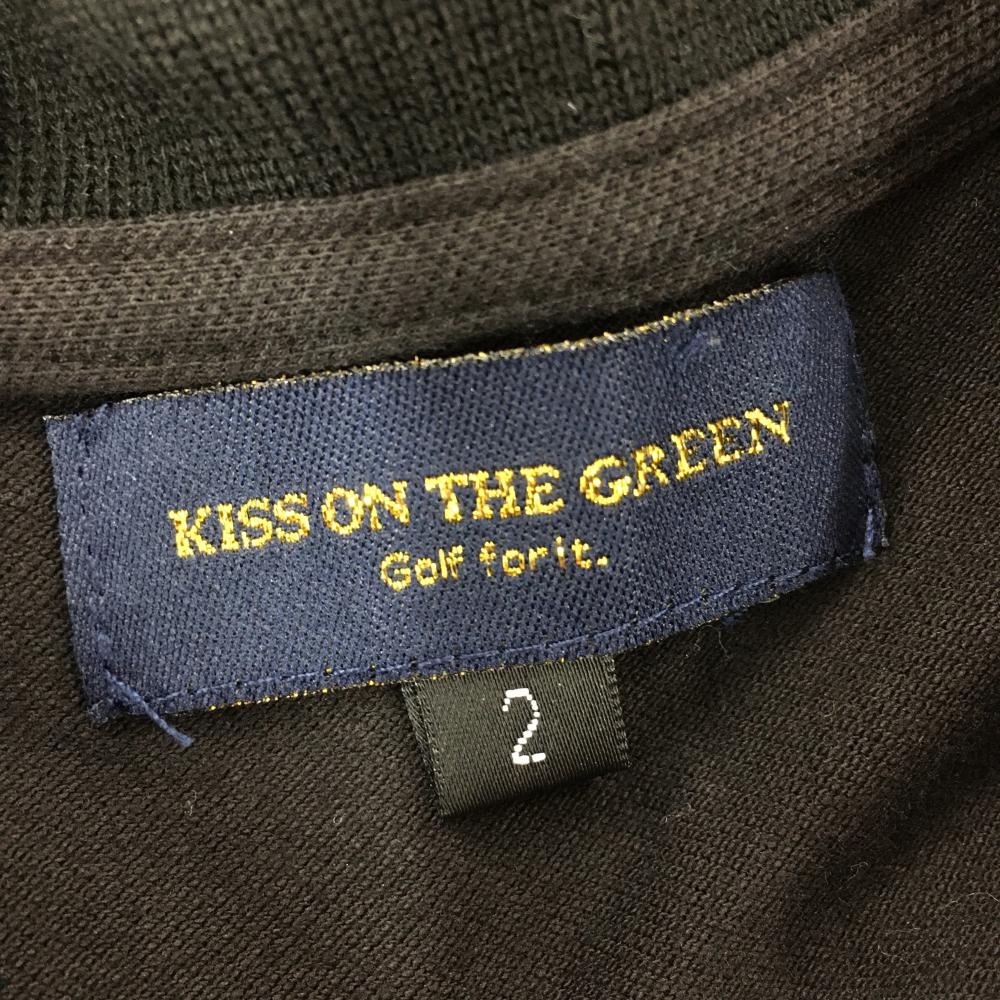 KISS ON THE GREEN
Golf for it.
2